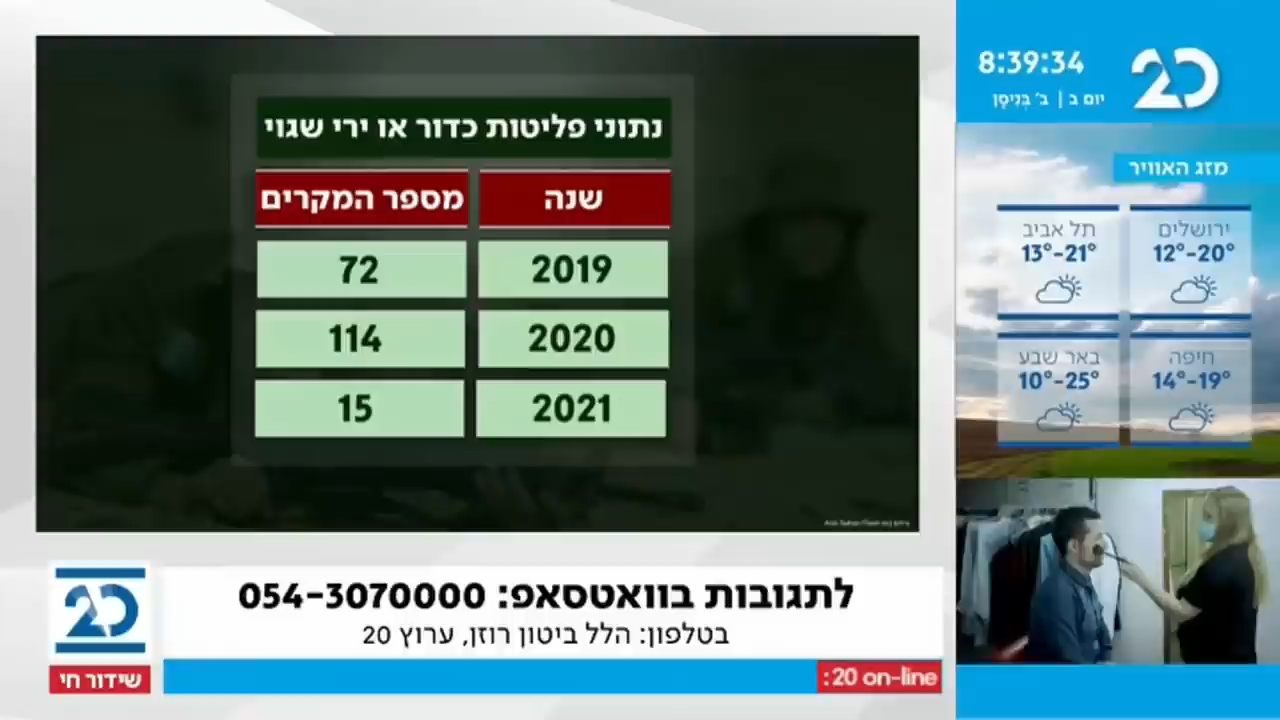 נתוני פליטות כדור או ירי שגוי
שנה מספר המקרים
2019 72
2020 114
2021 15
לתגובות בוואטסאפ: 054-3070000
בטלפון: הלל ביטון רוזן, ערוץ 20
20
שידור חי
20 on-line:
8:39:34
20
יום ב | ב' בְּנִיסָן
מזג האוויר
ירושלים
12°-20°
תל אביב
13°-21°
חיפה
14°-19°
באר שבע
10°-25°